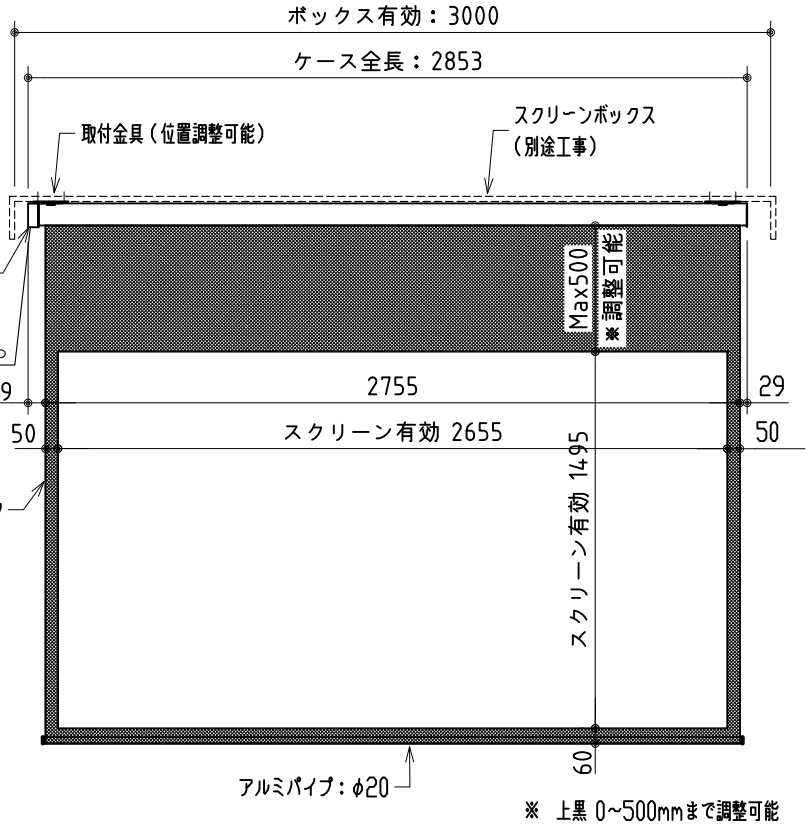 ボックス有効：3000
ケース全長：2853
取付金具（位置調整可能）
スクリーンボックス
（別途工事）
Max500
※調整可能
9
2755
29
50
スクリーン有効 2655
50
スクリーン有効 1495
60
アルミパイプ：φ20
※ 上黒 0~500mmまで調整可能